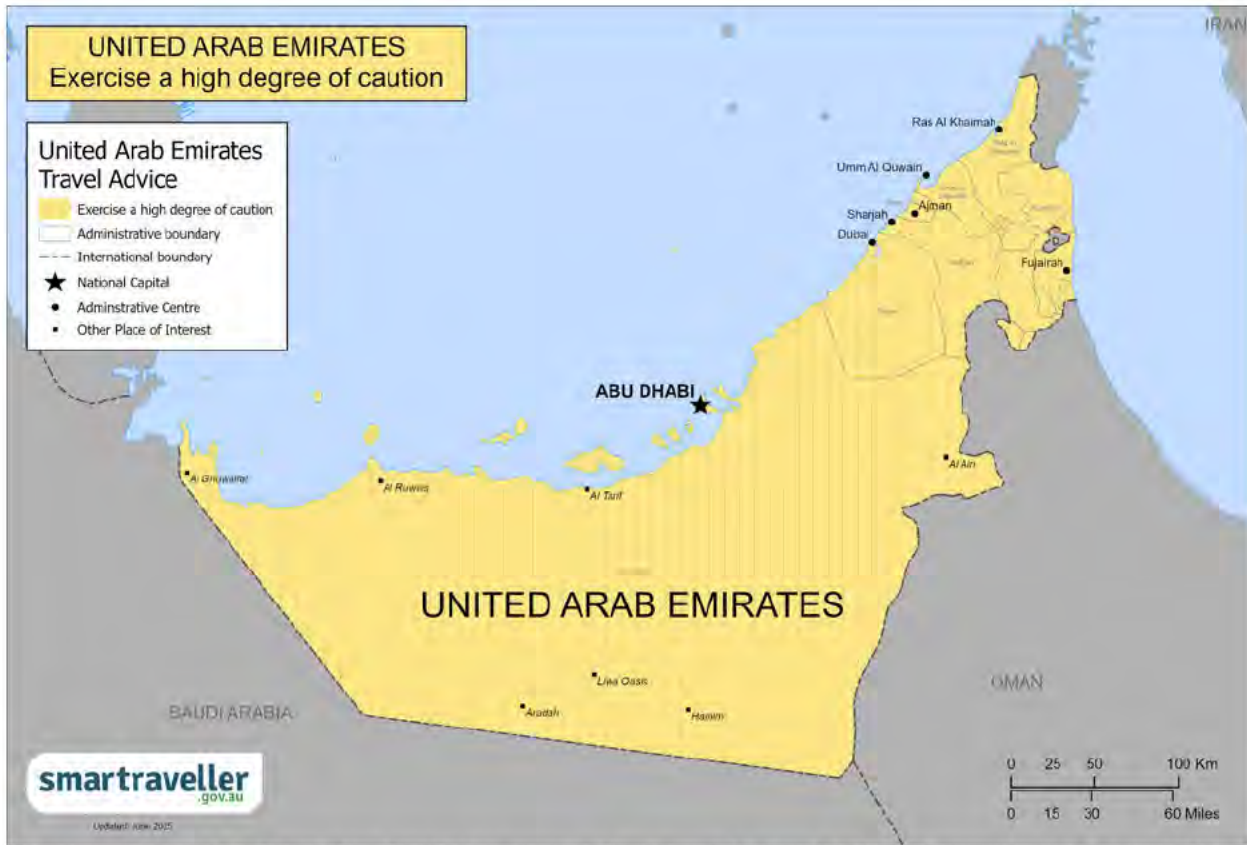 UNITED ARAB EMIRATES
Exercise a high degree of caution
IRAN
United Arab Emirates
Travel Advice
Exercise a high degree of caution
Administrative boundary
International boundary
National Capital
Adminstrative Centre
Other Place of Interest
Ras Al Khaimah
Umm Al Quwain
Ajman
Sharjah
Dubai
Fujairah
ABU DHABI
Al Ain
Al Ruwais
Al Tarif
UNITED ARAB EMIRATES
Liwa Oasis
Aradah
Hamim
SAUDI ARABIA
OMAN
smartraveller
.gov.au
Updated: June 2025
0 25 50 100 Km
0 15 30 60 Miles